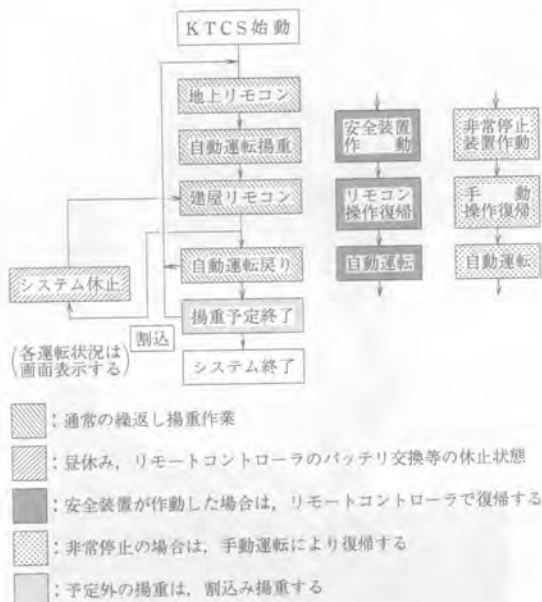 KTCS始動
地上リモコン
自動運転揚重
建屋リモコン
自動運転戻り
揚重予定終了
システム終了
システム休止
割込
(各運転状況は
画面表示する)
安全装置
作動
リモコン
操作復帰
自動運転
非常停止
装置作動
手動
操作復帰
自動運転
：通常の繰返し揚重作業
：昼休み，リモートコントローラのバッテリ交換等の休止状態
：安全装置が作動した場合は，リモートコントローラで復帰する
：非常停止の場合は，手動運転により復帰する
：予定外の揚重は，割込み揚重する